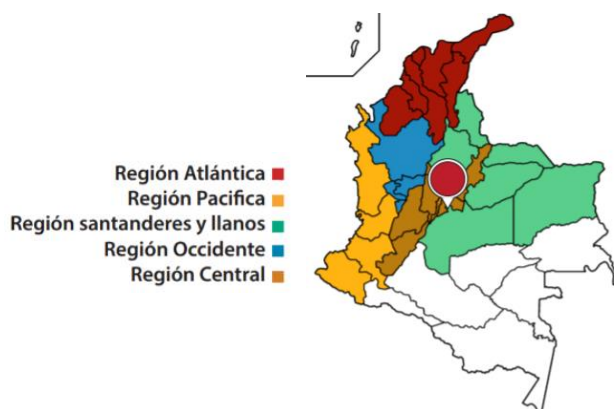 Región Atlántica
Región Pacifica
Región santanderes y llanos
Región Occidente
Región Central